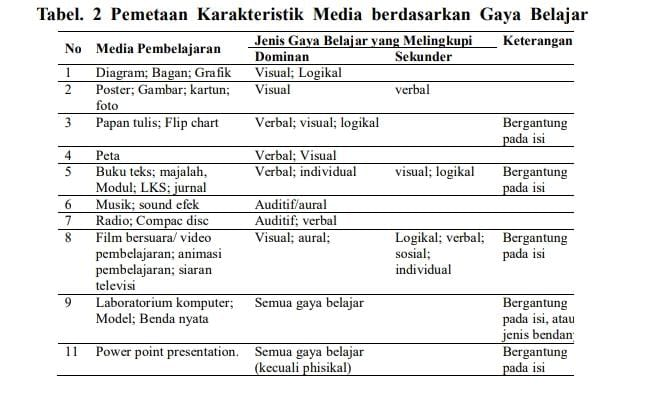 Tabel. 2 Pemetaan Karakteristik Media berdasarkan Gaya Belajar
No Media Pembelajaran Jenis Gaya Belajar yang Melingkupi Keterangan
Dominan Sekunder
1 Diagram; Bagan; Grafik Visual; Logikal
2 Poster; Gambar; kartun; Visual verbal
foto
3 Papan tulis; Flip chart Verbal; visual; logikal Bergantung
pada isi
4 Peta Verbal; Visual
5 Buku teks; majalah, Verbal; individual visual; logikal Bergantung
Modul; LKS; jurnal pada isi
6 Musik; sound efek Auditif/aural
7 Radio; Compac disc Auditif; verbal
8 Film bersuara/ video Visual; aural; Logikal; verbal; Bergantung
pembelajaran; animasi sosial; pada isi
pembelajaran; siaran individual
televisi
9 Laboratorium komputer; Semua gaya belajar Bergantung
Model; Benda nyata pada isi, atau
jenis bendan
11 Power point presentation. Semua gaya belajar Bergantung
(kecuali phisikal) pada isi